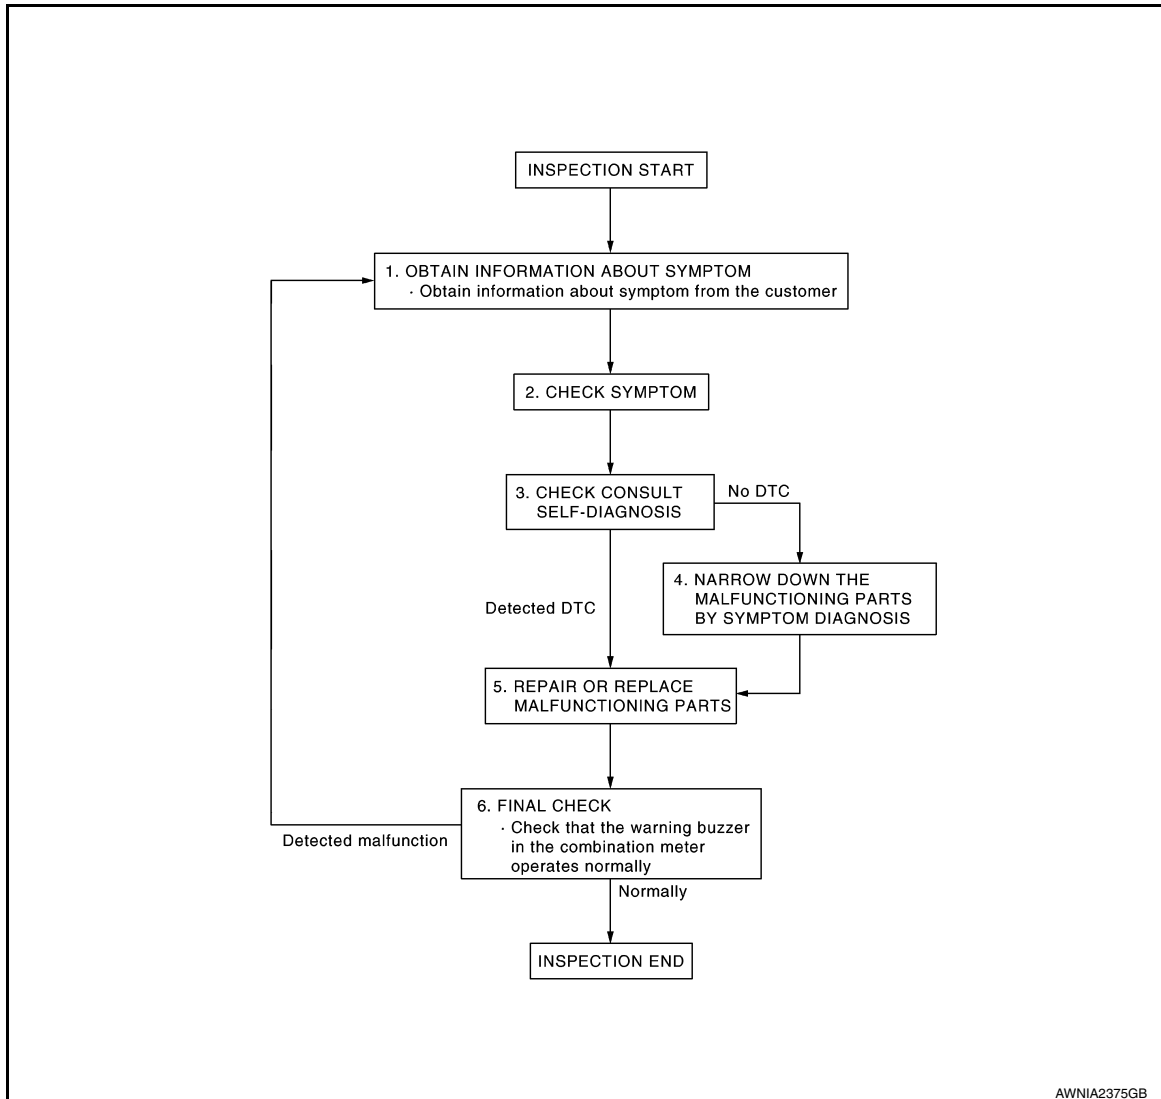 INSPECTION START
1. OBTAIN INFORMATION ABOUT SYMPTOM
· Obtain information about symptom from the customer
2. CHECK SYMPTOM
3. CHECK CONSULT
SELF-DIAGNOSIS
No DTC
4. NARROW DOWN THE
MALFUNCTIONING PARTS
BY SYMPTOM DIAGNOSIS
Detected DTC
5. REPAIR OR REPLACE
MALFUNCTIONING PARTS
6. FINAL CHECK
· Check that the warning buzzer
in the combination meter
operates normally
Detected malfunction
Normally
INSPECTION END
AWNIA2375GB